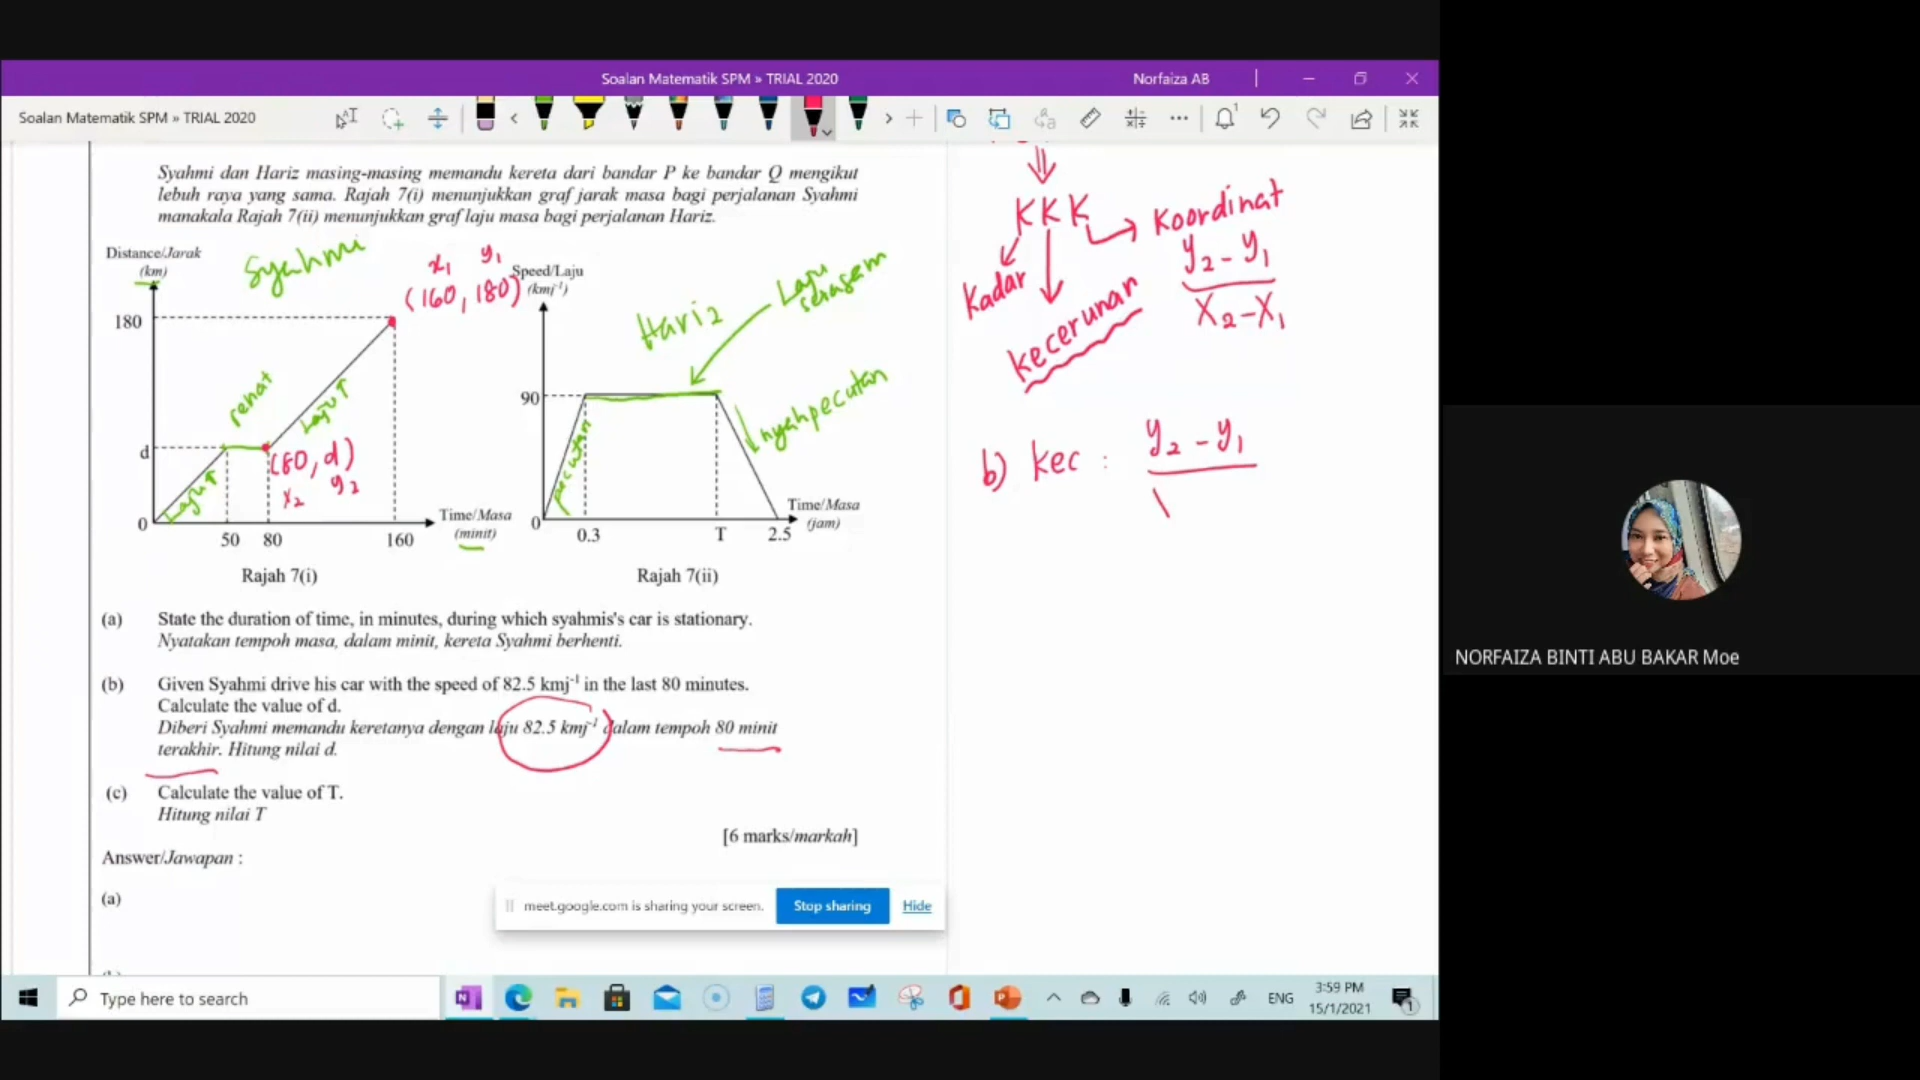 Soalan Matematik SPM » TRIAL 2020
Norfaiza AB
Soalan Matematik SPM » TRIAL 2020
Syahmi dan Hariz masing-masing memandu kereta dari bandar P ke bandar Q mengikut
lebuh raya yang sama. Rajah 7(i) menunjukkan graf jarak masa bagi perjalanan Syahmi
manakala Rajah 7(ii) menunjukkan graf laju masa bagi perjalanan Hariz.
Distance/Jarak
(km)
Syahmi
x₁ y₁
(160, 180)
180
rehat
Laju↑
d
(80, d)
x₂ y₂
Laju↑
0
50 80 160
Time/Masa
(minit)
Rajah 7(i)
Speed/Laju
(kmj⁻¹)
Hariz
Laju
seragam
90
pecutan
nyahpecutan
0
0.3 T 2.5
Time/Masa
(jam)
Rajah 7(ii)
(a) State the duration of time, in minutes, during which syahmis's car is stationary.
Nyatakan tempoh masa, dalam minit, kereta Syahmi berhenti.
(b) Given Syahmi drive his car with the speed of 82.5 kmj⁻¹ in the last 80 minutes.
Calculate the value of d.
Diberi Syahmi memandu keretanya dengan laju 82.5 kmj⁻¹ dalam tempoh 80 minit
terakhir. Hitung nilai d.
(c) Calculate the value of T.
Hitung nilai T
[6 marks/markah]
Answer/Jawapan :
(a)
KKK
Koordinat
Kadar
kecerunan
y₂ - y₁
x₂ - x₁
b) kec : y₂ - y₁
meet.google.com is sharing your screen.
Stop sharing
Hide
Type here to search
ENG
3:59 PM
15/1/2021
1
NORFAIZA BINTI ABU BAKAR Moe